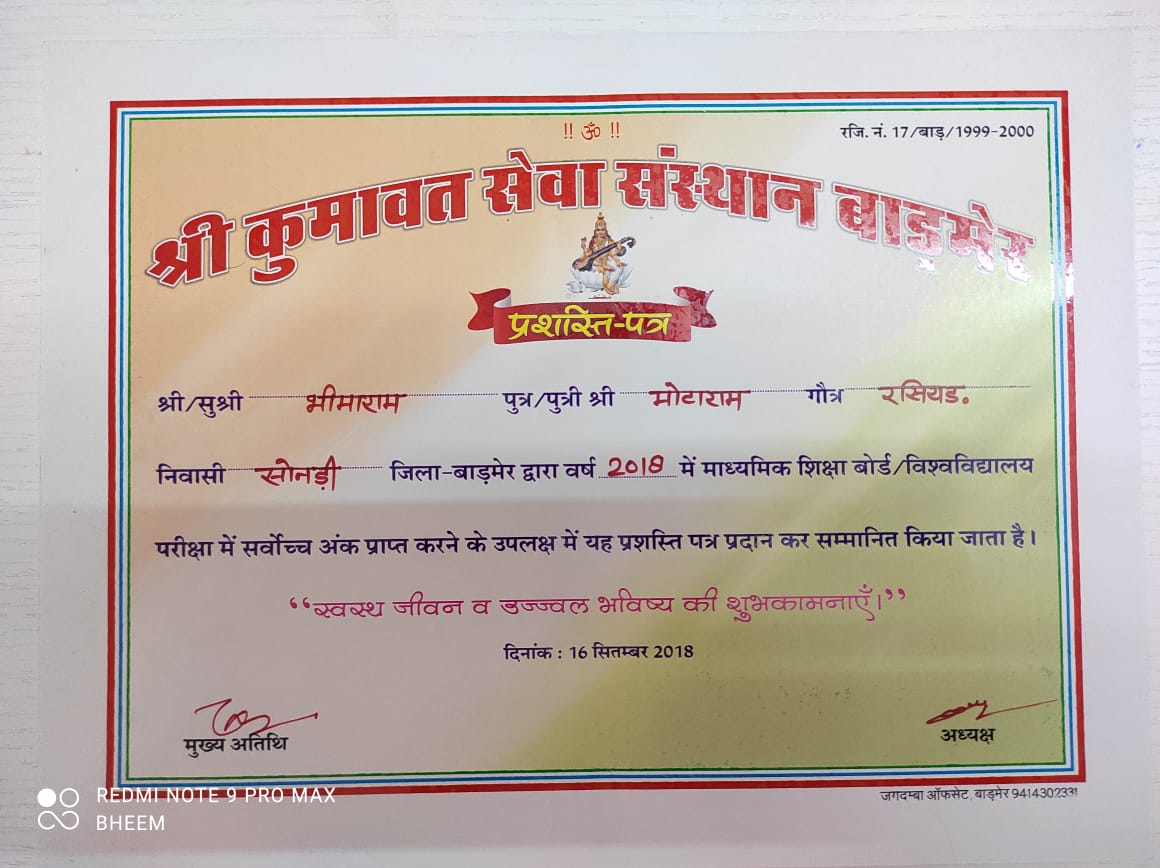 !! ॐ !!
रजि. नं. 17/बाड़/1999-2000
श्री कुमावत सेवा संस्थान बाड़मेर
प्रशस्ति-पत्र
श्री/सुश्री भीमाराम पुत्र/पुत्री श्री मोटाराम गौत्र रसियड.
निवासी सोनड़ी जिला-बाड़मेर द्वारा वर्ष 2018 में माध्यमिक शिक्षा बोर्ड/विश्वविद्यालय
परीक्षा में सर्वोच्च अंक प्राप्त करने के उपलक्ष में यह प्रशस्ति पत्र प्रदान कर सम्मानित किया जाता है।
“स्वस्थ जीवन व उज्ज्वल भविष्य की शुभकामनाएँ।”
दिनांक : 16 सितम्बर 2018
मुख्य अतिथि
अध्यक्ष
जगदम्बा ऑफसेट, बाड़मेर 9414302331
REDMI NOTE 9 PRO MAX
BHEEM